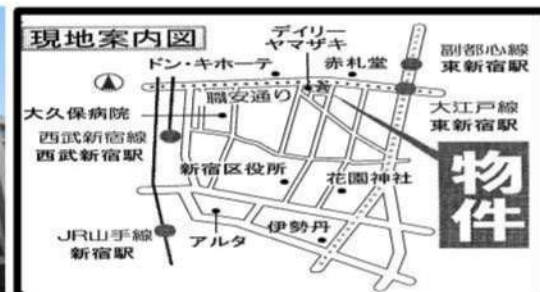 現地案内図
デイリー
ヤマザキ
ドン・キホーテ
赤札堂
副都心線
東新宿駅
職安通り
大江戸線
東新宿駅
大久保病院
西武新宿線
西武新宿駅
新宿区役所
花園神社
物件
JR山手線
新宿駅
アルタ
伊勢丹